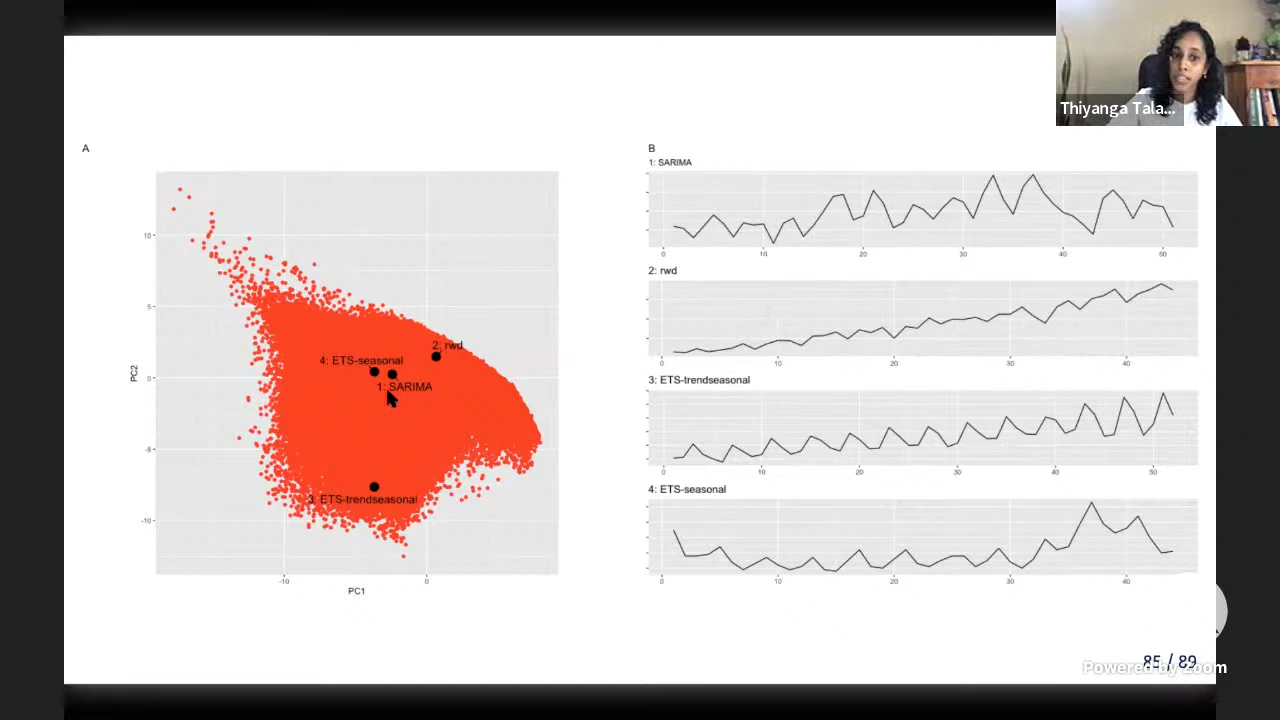 Thiyanga Tala...
A
10
5
0
-5
-10
PC2
2: rwd
4: ETS-seasonal
1: SARIMA
3: ETS-trendseasonal
-10
0
PC1
B
1: SARIMA
0
10
20
30
40
50
2: rwd
0
10
20
30
40
3: ETS-trendseasonal
0
10
20
30
40
50
4: ETS-seasonal
0
10
20
30
40
85 / 89
Powered by Zoom